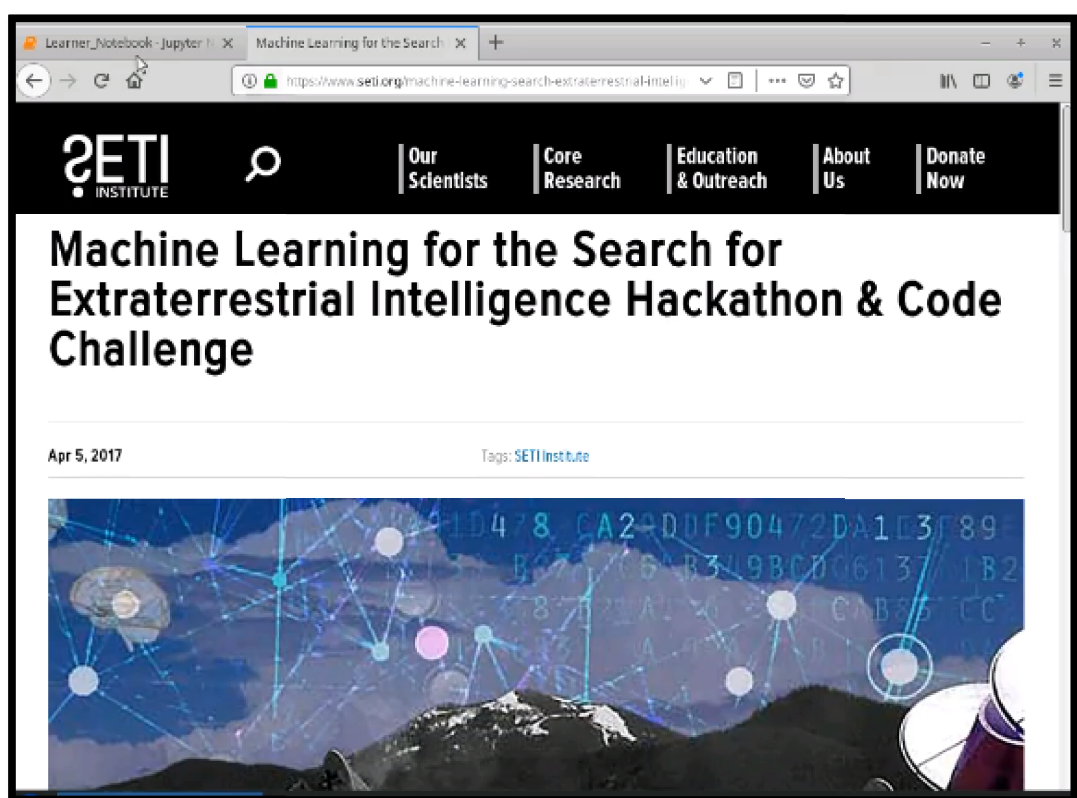 Learner_Notebook - Jupyter N
Machine Learning for the Search
https://www.seti.org/machine-learning-search-extraterrestrial-intellig
SETI
INSTITUTE
Our
Scientists
Core
Research
Education
& Outreach
About
Us
Donate
Now
Machine Learning for the Search for
Extraterrestrial Intelligence Hackathon & Code
Challenge
Apr 5, 2017
Tags: SETI Institute